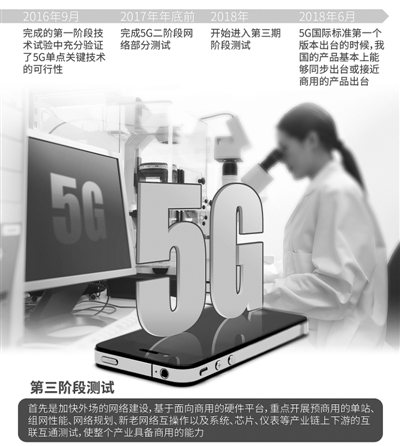 2016年9月
2017年年底前
2018年
2018年6月
完成的第一阶段技
术试验中充分验证
了5G单点关键技术
的可行性
完成5G二阶段网
络部分测试
开始进入第三期
阶段测试
5G国际标准第一个
版本出台的时候,我
国的产品基本上能
够同步出台或接近
商用的产品出台
5G
5G
第三阶段测试
首先是加快外场的网络建设,基于面向商用的硬件平台,重点开展预商用的单站、
组网性能、网络规划、新老网络互操作以及系统、芯片、仪表等产业链上下游的互
联互通测试,使整个产业具备商用的能力